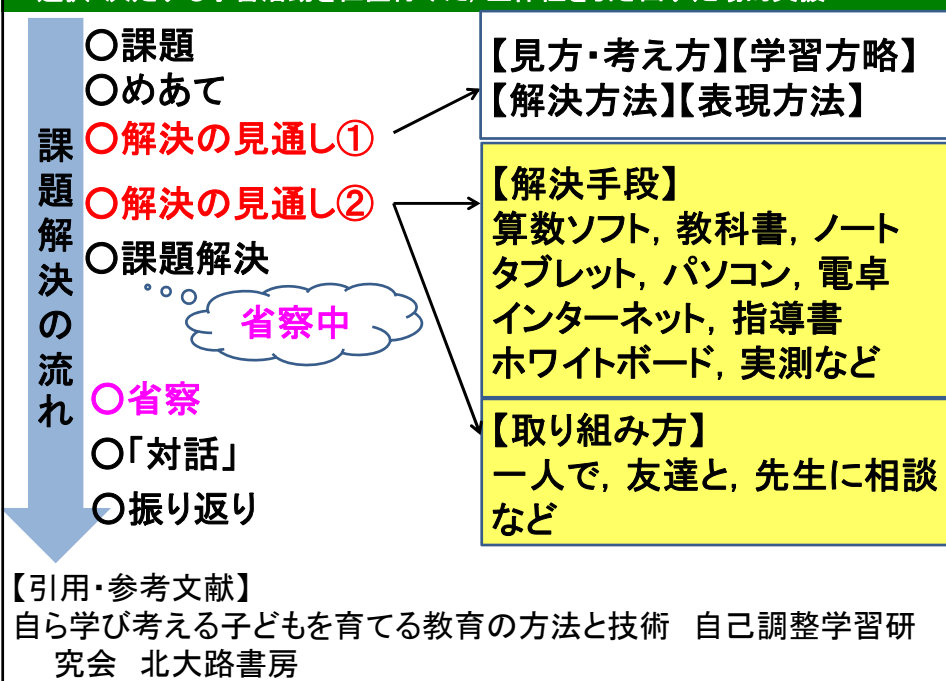 課題解決の流れ
〇課題
〇めあて
〇解決の見通し①
〇解決の見通し②
〇課題解決
省察中
〇省察
〇「対話」
〇振り返り
【見方・考え方】【学習方略】
【解決方法】【表現方法】
【解決手段】
算数ソフト，教科書，ノート
タブレット，パソコン，電卓
インターネット，指導書
ホワイトボード，実測など
【取り組み方】
一人で，友達と，先生に相談
など
【引用・参考文献】
自ら学び考える子どもを育てる教育の方法と技術　自己調整学習研
究会　北大路書房